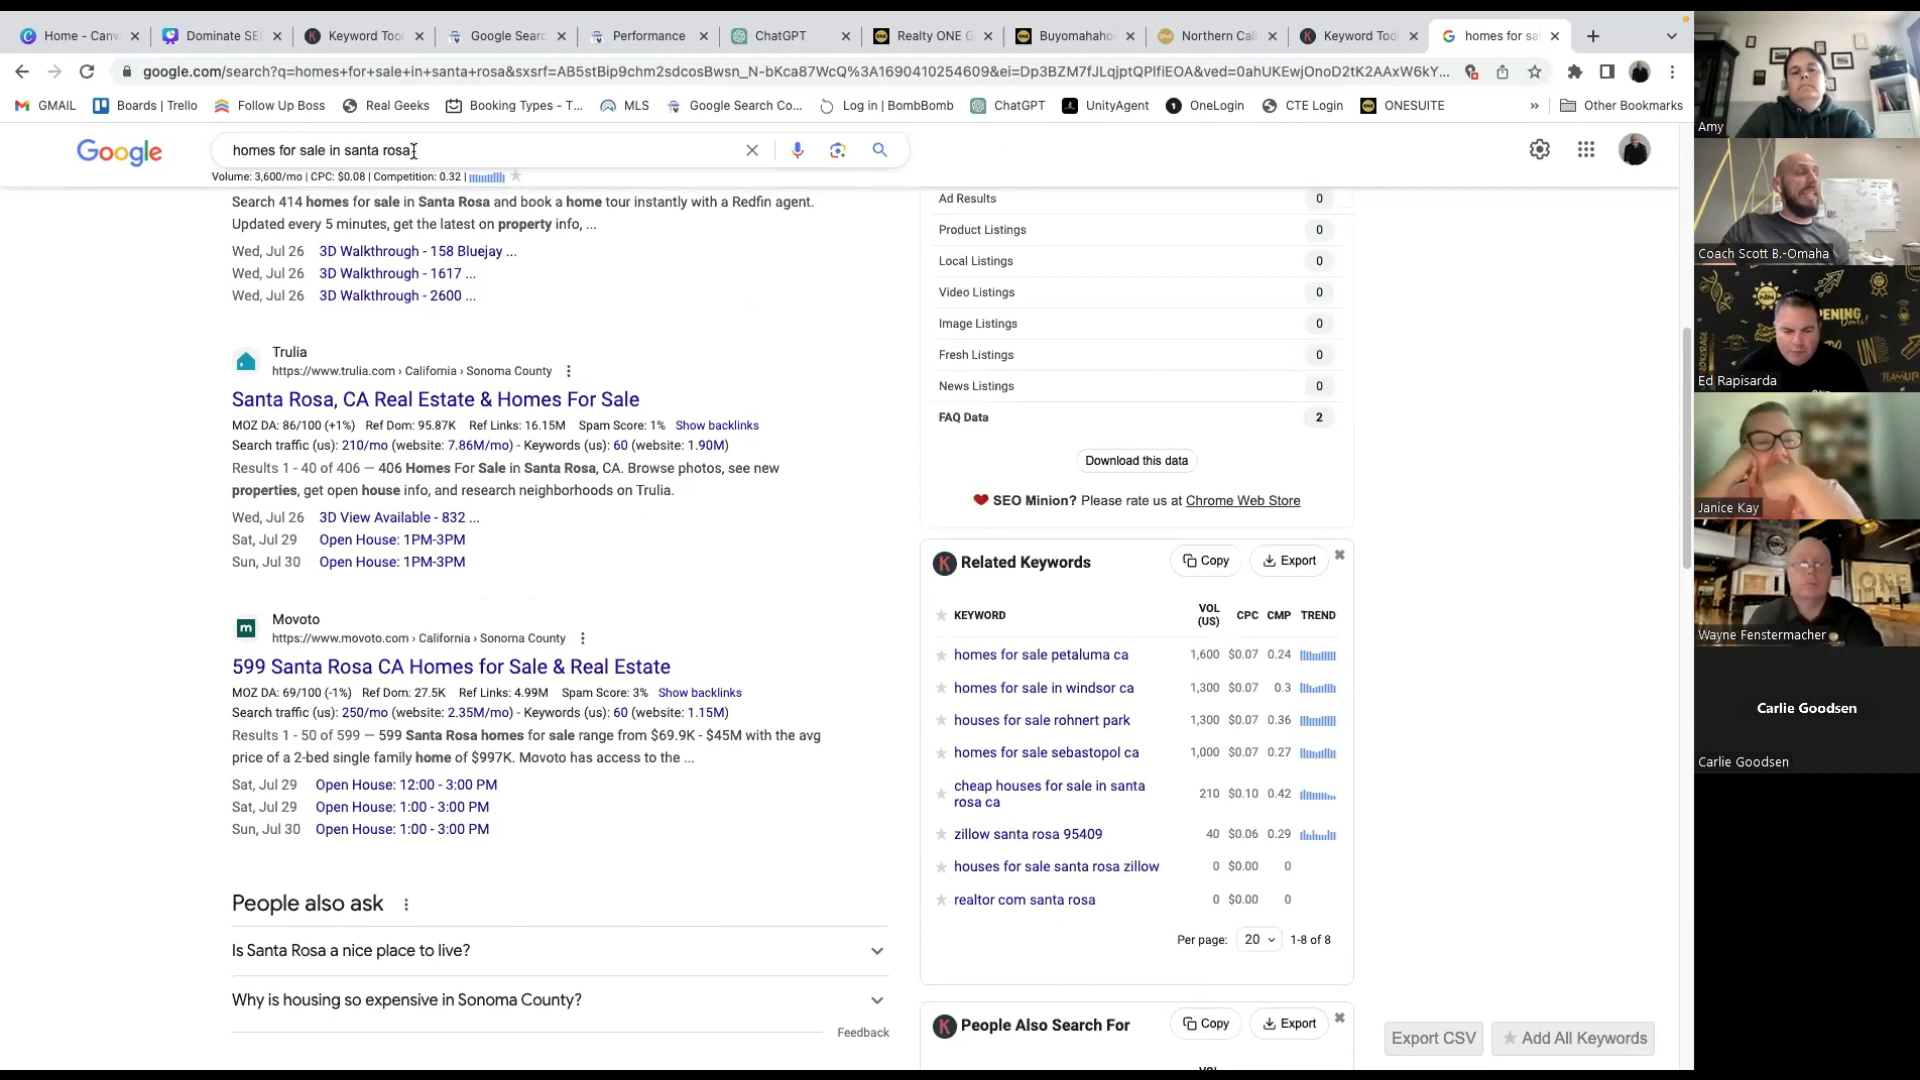 Home - Canv
Dominate SE
Keyword Too
Google Searc
Performance
ChatGPT
Realty ONE G
Buyomahaho
Northern Cali
Keyword Too
homes for sa
google.com/search?q=homes+for+sale+in+santa+rosa&sxsrf=AB5stBip9chm2sdcosBwsn_N-bKca87WcQ%3A1690410254609&ei=Dp3BZM7fJLqjptQPlfiEOA&ved=0ahUKEwjOnoD2tK2AAxW6kY...
GMAIL
Boards | Trello
Follow Up Boss
Real Geeks
Booking Types - T...
MLS
Google Search Co...
Log in | BombBomb
ChatGPT
UnityAgent
OneLogin
CTE Login
ONESUITE
»
Other Bookmarks
Google
homes for sale in santa rosa
Volume: 3,600/mo | CPC: $0.08 | Competition: 0.32 |
Search 414 homes for sale in Santa Rosa and book a home tour instantly with a Redfin agent.
Updated every 5 minutes, get the latest on property info, ...
Wed, Jul 26 3D Walkthrough - 158 Bluejay ...
Wed, Jul 26 3D Walkthrough - 1617 ...
Wed, Jul 26 3D Walkthrough - 2600 ...
Trulia
https://www.trulia.com › California › Sonoma County
Santa Rosa, CA Real Estate & Homes For Sale
MOZ DA: 86/100 (+1%) Ref Dom: 95.87K Ref Links: 16.15M Spam Score: 1% Show backlinks
Search traffic (us): 210/mo (website: 7.86M/mo) - Keywords (us): 60 (website: 1.90M)
Results 1 - 40 of 406 — 406 Homes For Sale in Santa Rosa, CA. Browse photos, see new
properties, get open house info, and research neighborhoods on Trulia.
Wed, Jul 26 3D View Available - 832 ...
Sat, Jul 29 Open House: 1PM-3PM
Sun, Jul 30 Open House: 1PM-3PM
m
Movoto
https://www.movoto.com › California › Sonoma County
599 Santa Rosa CA Homes for Sale & Real Estate
MOZ DA: 69/100 (-1%) Ref Dom: 27.5K Ref Links: 4.99M Spam Score: 3% Show backlinks
Search traffic (us): 250/mo (website: 2.35M/mo) - Keywords (us): 60 (website: 1.15M)
Results 1 - 50 of 599 — 599 Santa Rosa homes for sale range from $69.9K - $45M with the avg
price of a 2-bed single family home of $997K. Movoto has access to the ...
Sat, Jul 29 Open House: 12:00 - 3:00 PM
Sat, Jul 29 Open House: 1:00 - 3:00 PM
Sun, Jul 30 Open House: 1:00 - 3:00 PM
People also ask
Is Santa Rosa a nice place to live?
Why is housing so expensive in Sonoma County?
Feedback
Ad Results 0
Product Listings 0
Local Listings 0
Video Listings 0
Image Listings 0
Fresh Listings 0
News Listings 0
FAQ Data 2
Download this data
SEO Minion? Please rate us at Chrome Web Store
K Related Keywords
Copy
Export
KEYWORD VOL (US) CPC CMP TREND
homes for sale petaluma ca 1,600 $0.07 0.24
homes for sale in windsor ca 1,300 $0.07 0.3
houses for sale rohnert park 1,300 $0.07 0.36
homes for sale sebastopol ca 1,000 $0.07 0.27
cheap houses for sale in santa
rosa ca 210 $0.10 0.42
zillow santa rosa 95409 40 $0.06 0.29
houses for sale santa rosa zillow 0 $0.00 0
realtor com santa rosa 0 $0.00 0
Per page: 20 1-8 of 8
K People Also Search For
Copy
Export
Export CSV
Add All Keywords
Amy
Coach Scott B.-Omaha
Ed Rapisarda
Janice Kay
ONE
Wayne Fenstermacher
Carlie Goodsen
Carlie Goodsen